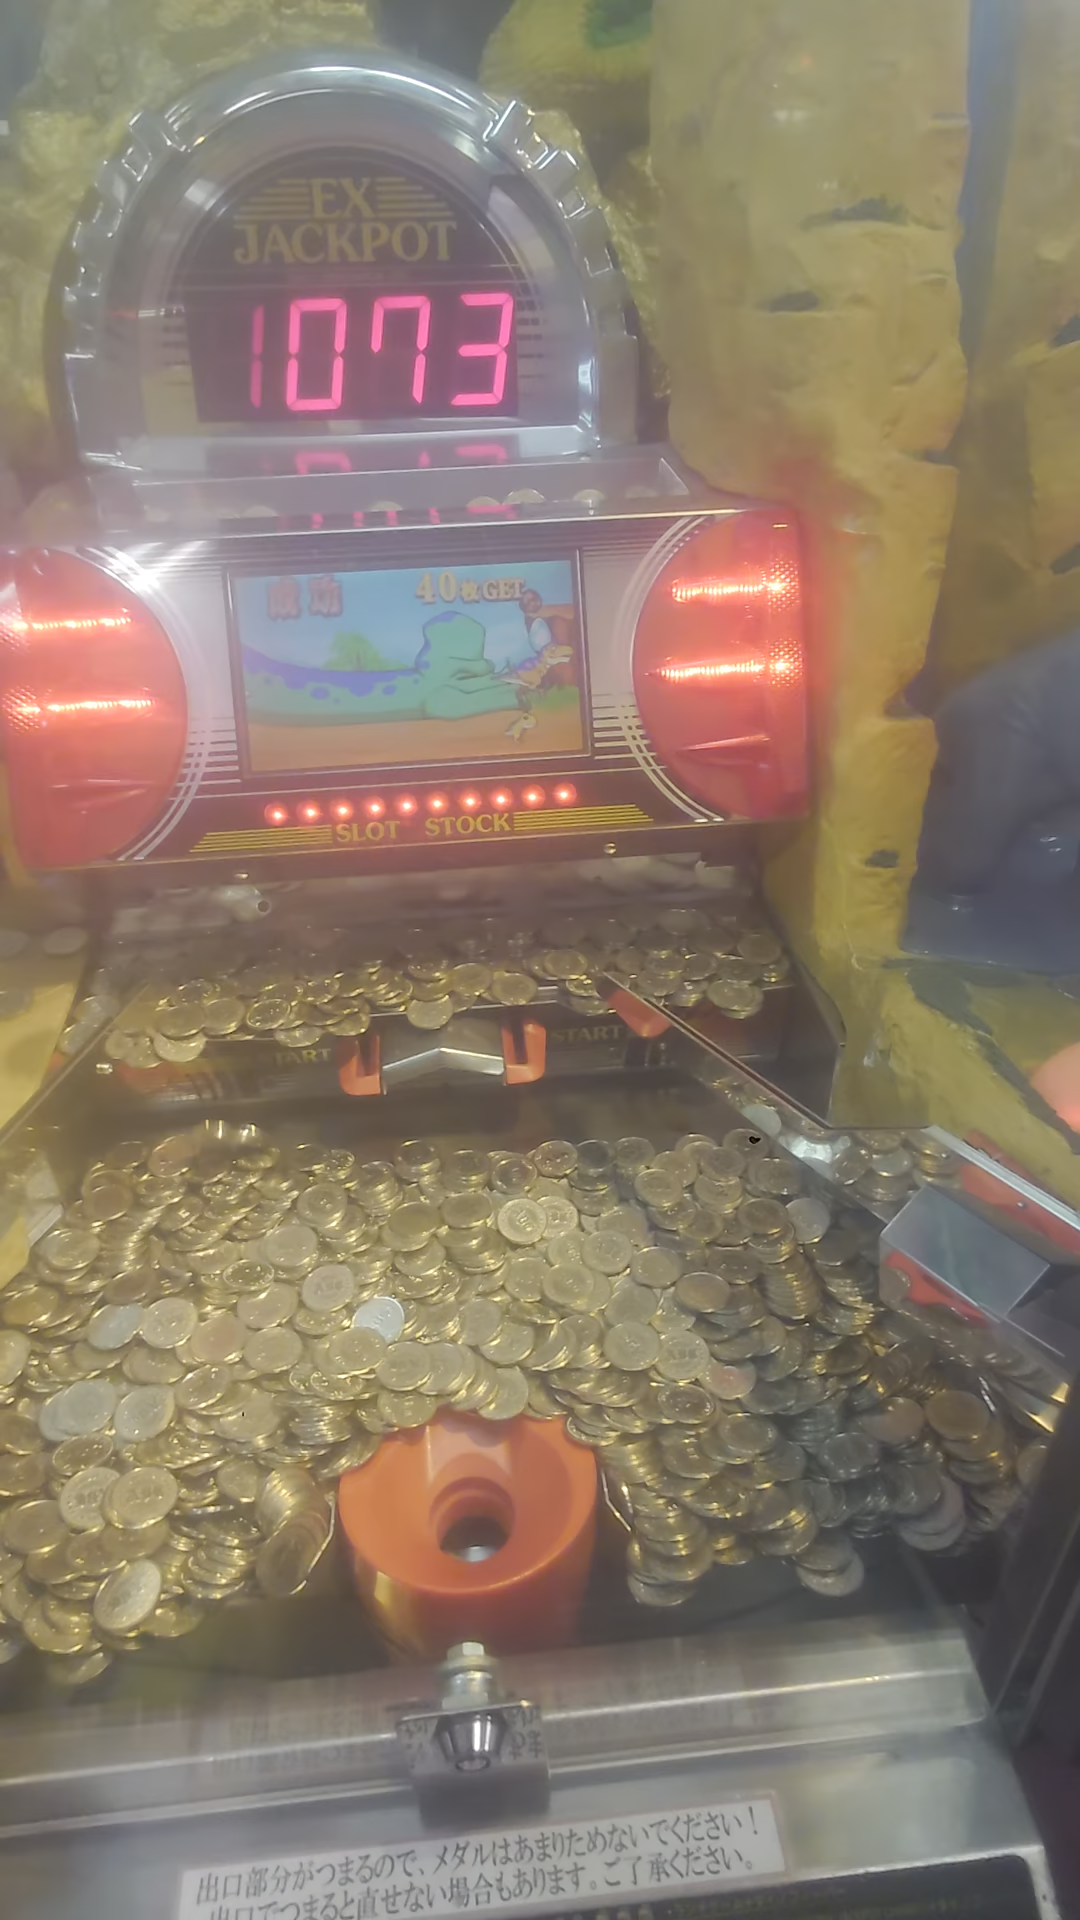 EX
JACKPOT
1073
成功 40枚GET
SLOT STOCK
START START
出口部分がつまるので、メダルはあまりためないでください！
出口でつまると直せない場合もあります。ご了承ください。